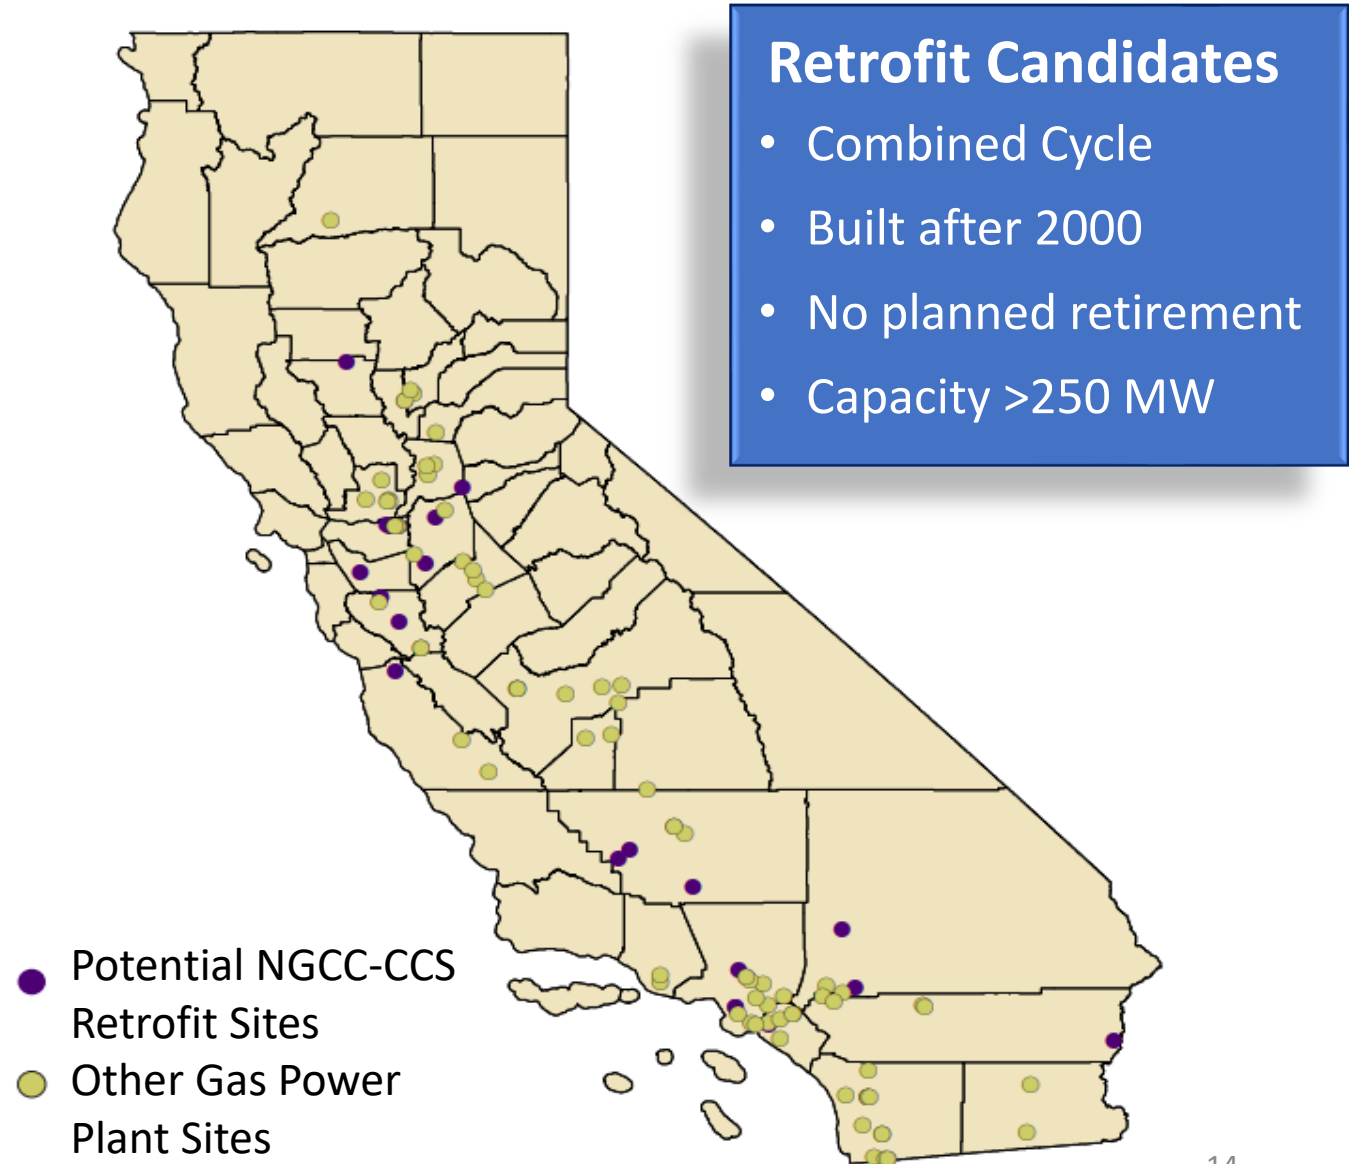 Retrofit Candidates
• Combined Cycle
• Built after 2000
• No planned retirement
• Capacity >250 MW
Potential NGCC-CCS
Retrofit Sites
Other Gas Power
Plant Sites
14